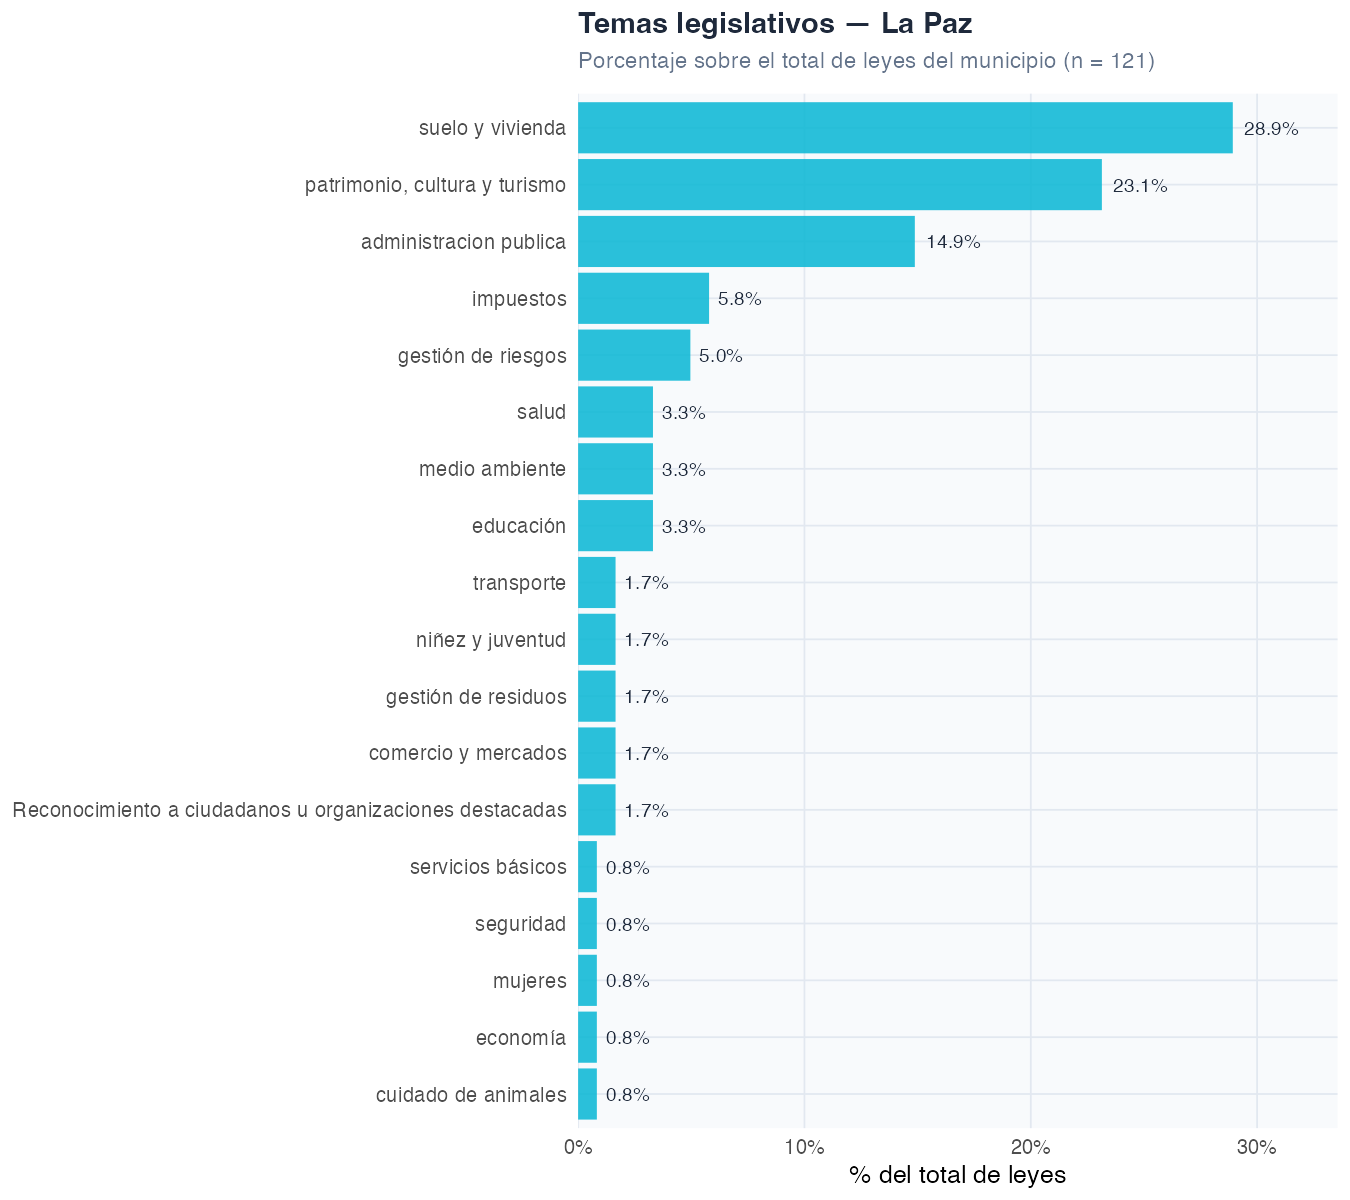 Temas legislativos — La Paz
Porcentaje sobre el total de leyes del municipio (n = 121)
suelo y vivienda 28.9%
patrimonio, cultura y turismo 23.1%
administracion publica 14.9%
impuestos 5.8%
gestión de riesgos 5.0%
salud 3.3%
medio ambiente 3.3%
educación 3.3%
transporte 1.7%
niñez y juventud 1.7%
gestión de residuos 1.7%
comercio y mercados 1.7%
Reconocimiento a ciudadanos u organizaciones destacadas 1.7%
servicios básicos 0.8%
seguridad 0.8%
mujeres 0.8%
economía 0.8%
cuidado de animales 0.8%
0% 10% 20% 30%
% del total de leyes